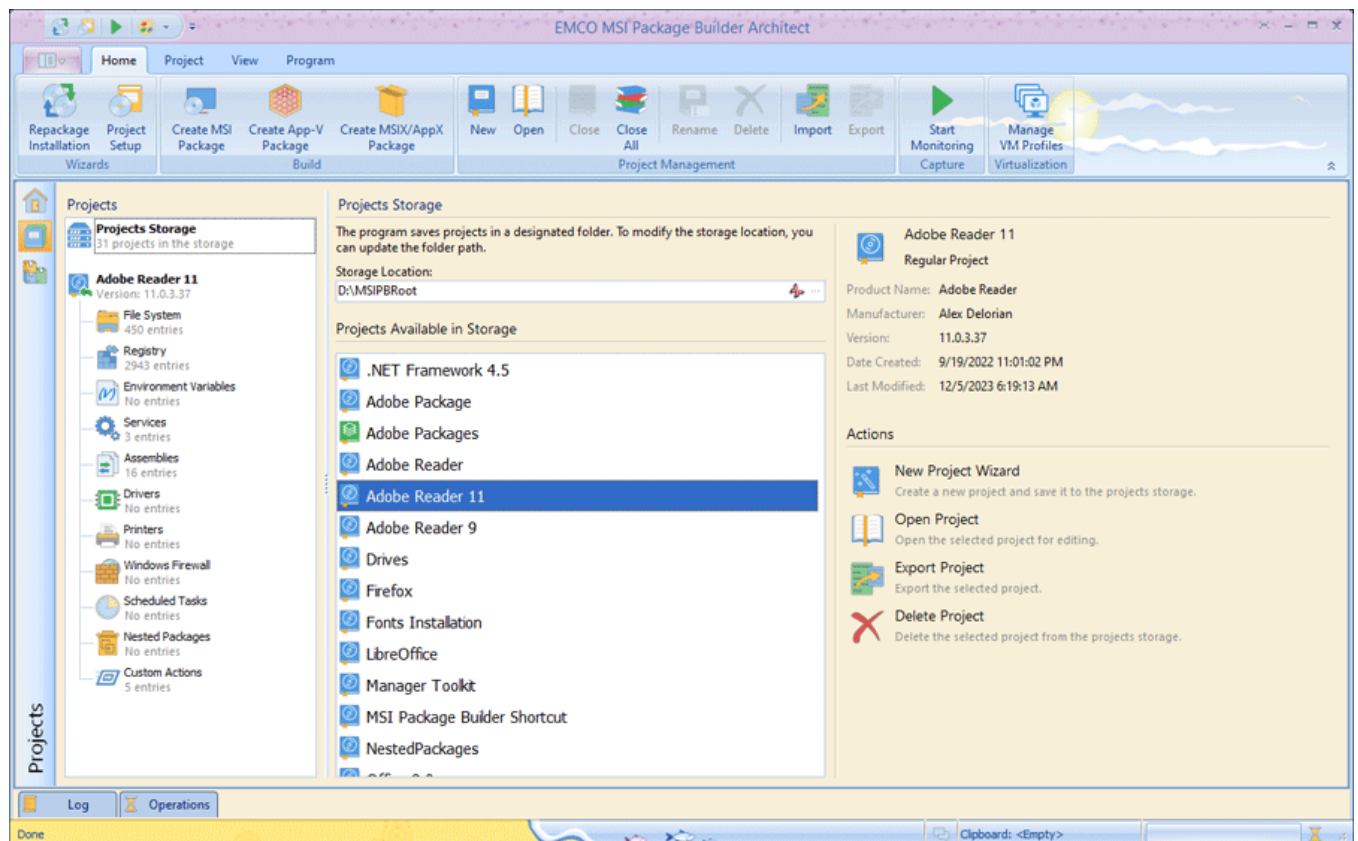 EMCO MSI Package Builder Architect
Home Project View Program
Repackage Installation
Project Setup
Wizards
Create MSI Package
Create App-V Package
Create MSIX/AppX Package
Build
New
Open
Close
Close All
Rename
Delete
Import
Export
Project Management
Start Monitoring
Capture
Manage VM Profiles
Virtualization
Projects
Projects
Projects Storage
31 projects in the storage
Adobe Reader 11
Version: 11.0.3.37
File System
450 entries
Registry
2943 entries
Environment Variables
No entries
Services
3 entries
Assemblies
16 entries
Drivers
No entries
Printers
No entries
Windows Firewall
No entries
Scheduled Tasks
No entries
Nested Packages
No entries
Custom Actions
5 entries
Projects Storage
The program saves projects in a designated folder. To modify the storage location, you
can update the folder path.
Storage Location:
D:\MSIPBRoot
Projects Available in Storage
.NET Framework 4.5
Adobe Package
Adobe Packages
Adobe Reader
Adobe Reader 11
Adobe Reader 9
Drives
Firefox
Fonts Installation
LibreOffice
Manager Toolkit
MSI Package Builder Shortcut
NestedPackages
Adobe Reader 11
Regular Project
Product Name: Adobe Reader
Manufacturer: Alex Delorian
Version: 11.0.3.37
Date Created: 9/19/2022 11:01:02 PM
Last Modified: 12/5/2023 6:19:13 AM
Actions
New Project Wizard
Create a new project and save it to the projects storage.
Open Project
Open the selected project for editing.
Export Project
Export the selected project.
Delete Project
Delete the selected project from the projects storage.
Log
Operations
Done
Clipboard: <Empty>